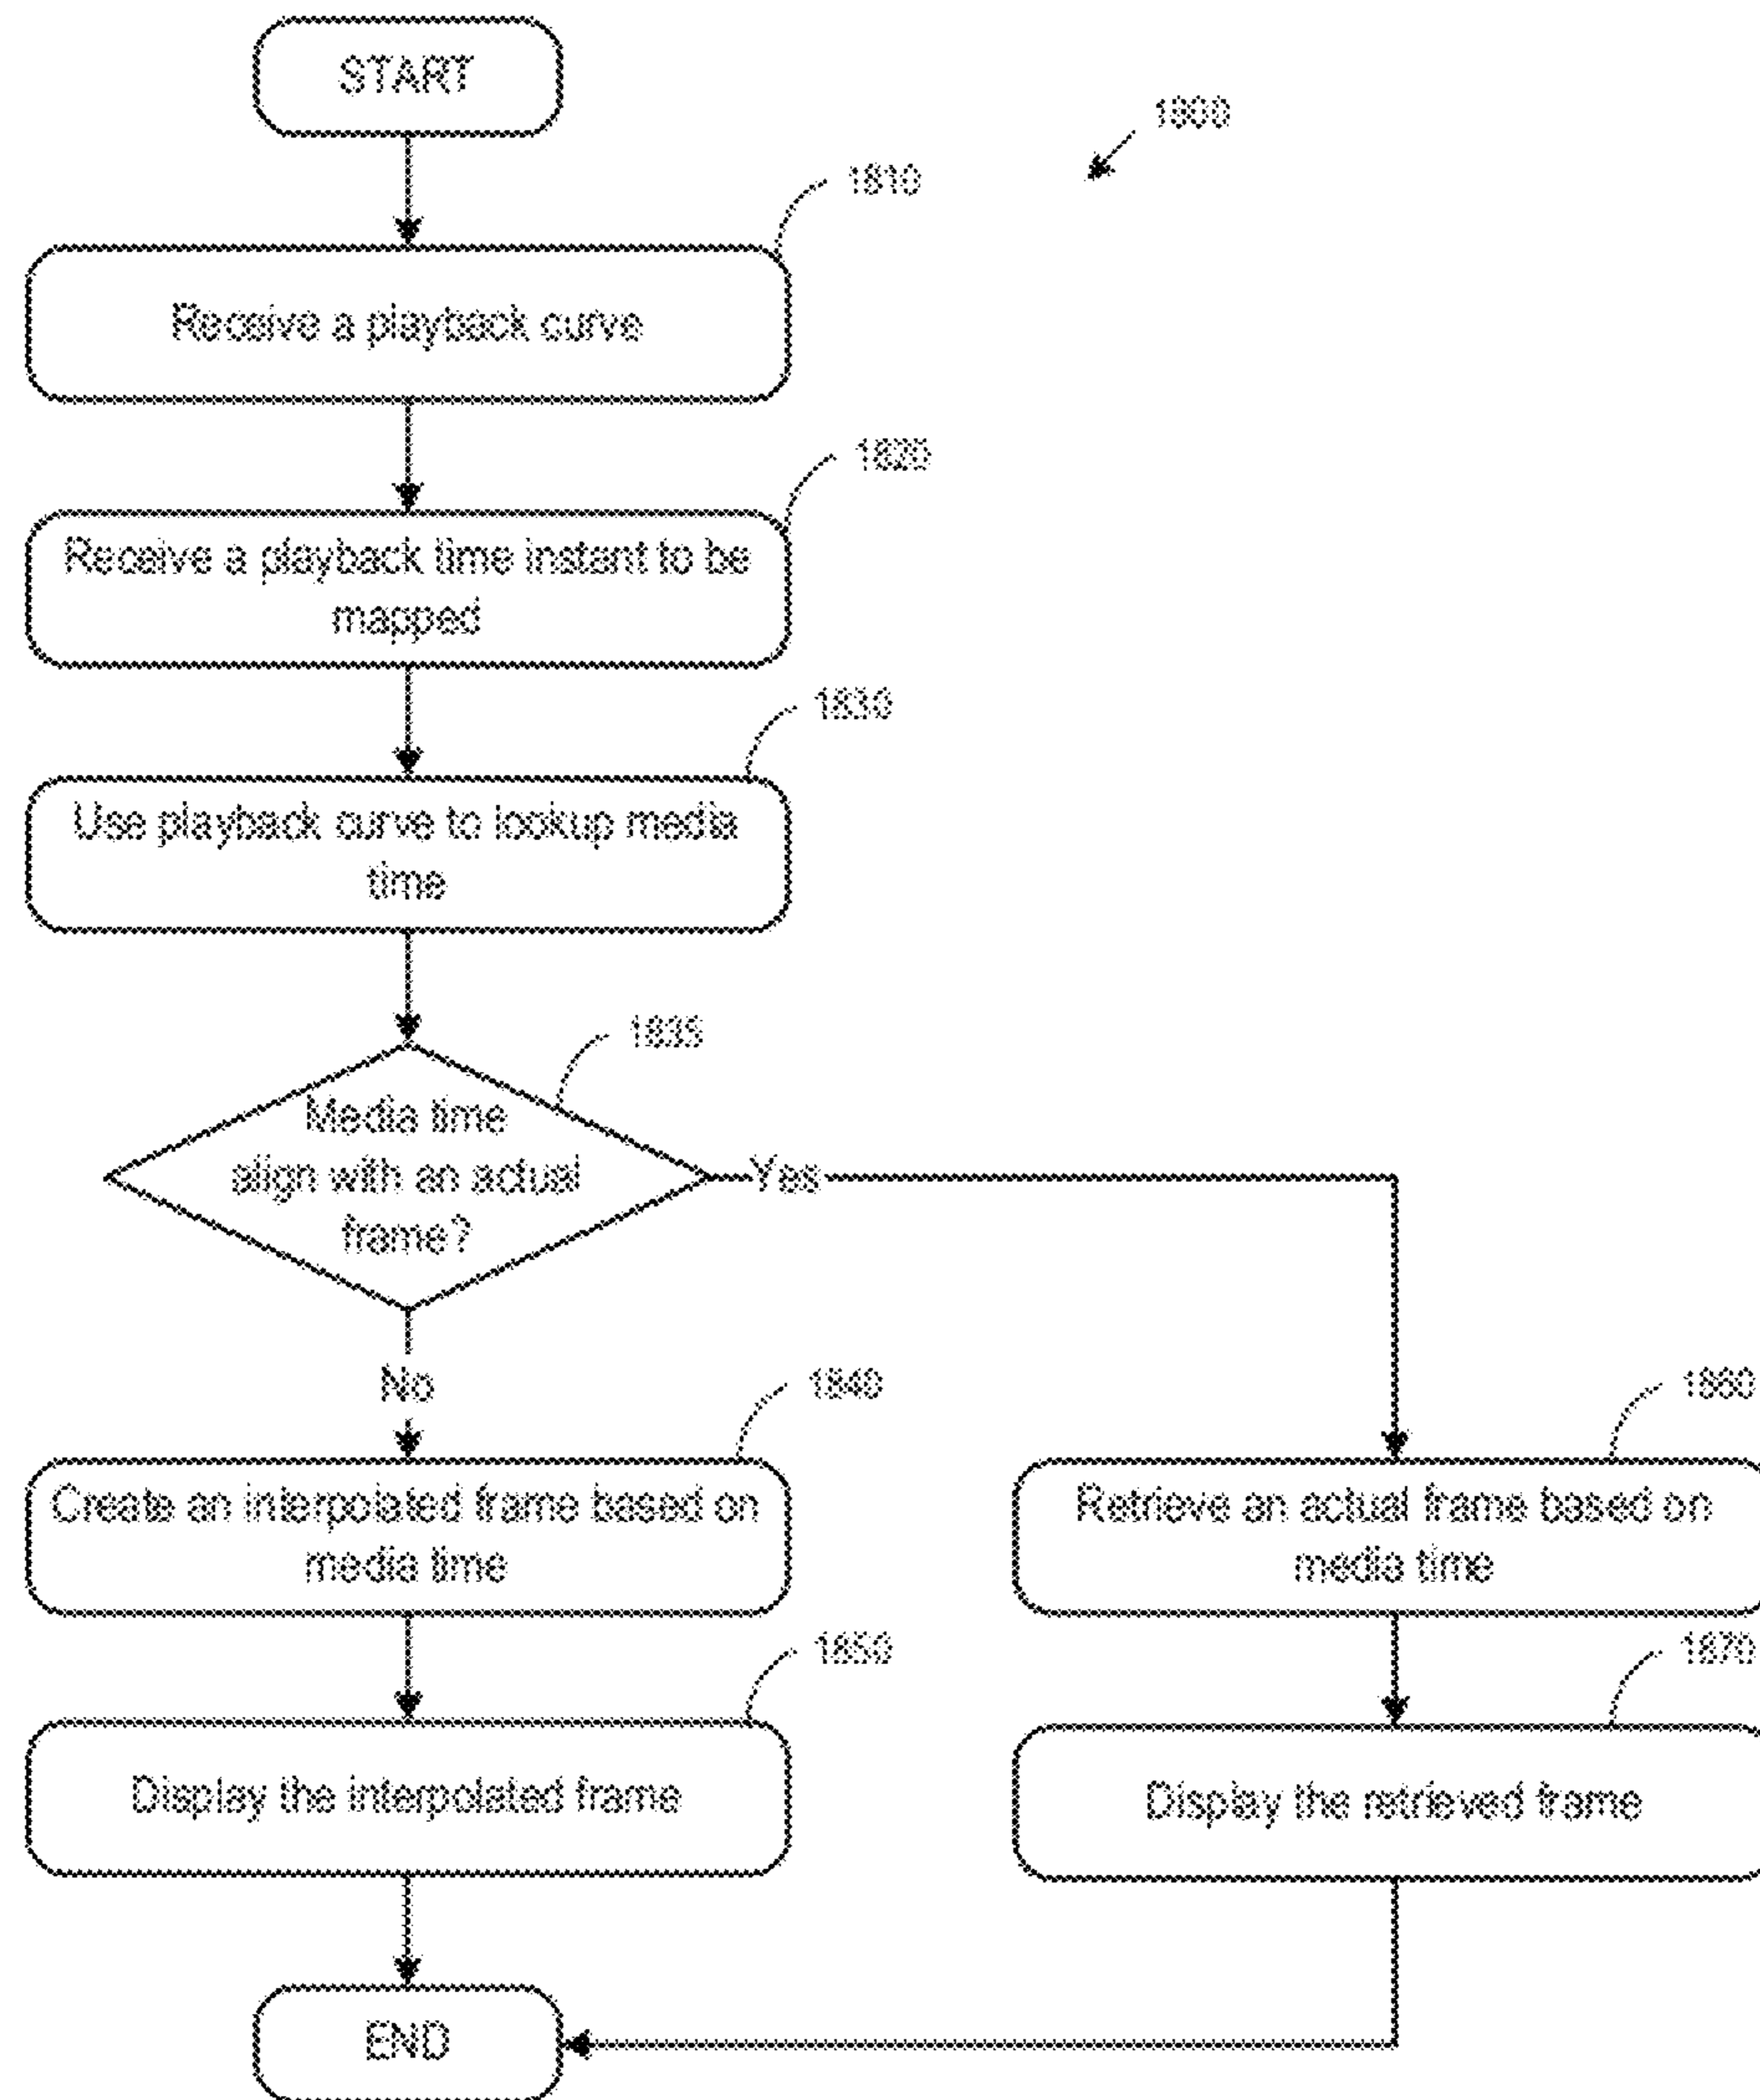 START
1800
1810
Receive a playback curve
1820
Receive a playback time instant to be
mapped
1830
Use playback curve to lookup media
time
1835
Media time
align with an actual
frame?
Yes
No
1840
Create an interpolated frame based on
media time
1860
Retrieve an actual frame based on
media time
1850
Display the interpolated frame
1870
Display the retrieved frame
END